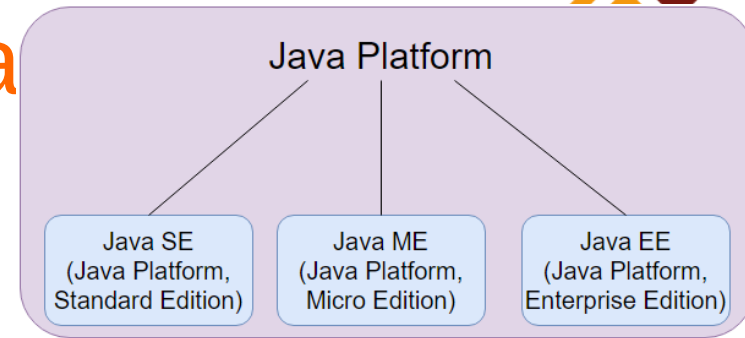 a
Java Platform
Java SE
(Java Platform,
Standard Edition)
Java ME
(Java Platform,
Micro Edition)
Java EE
(Java Platform,
Enterprise Edition)